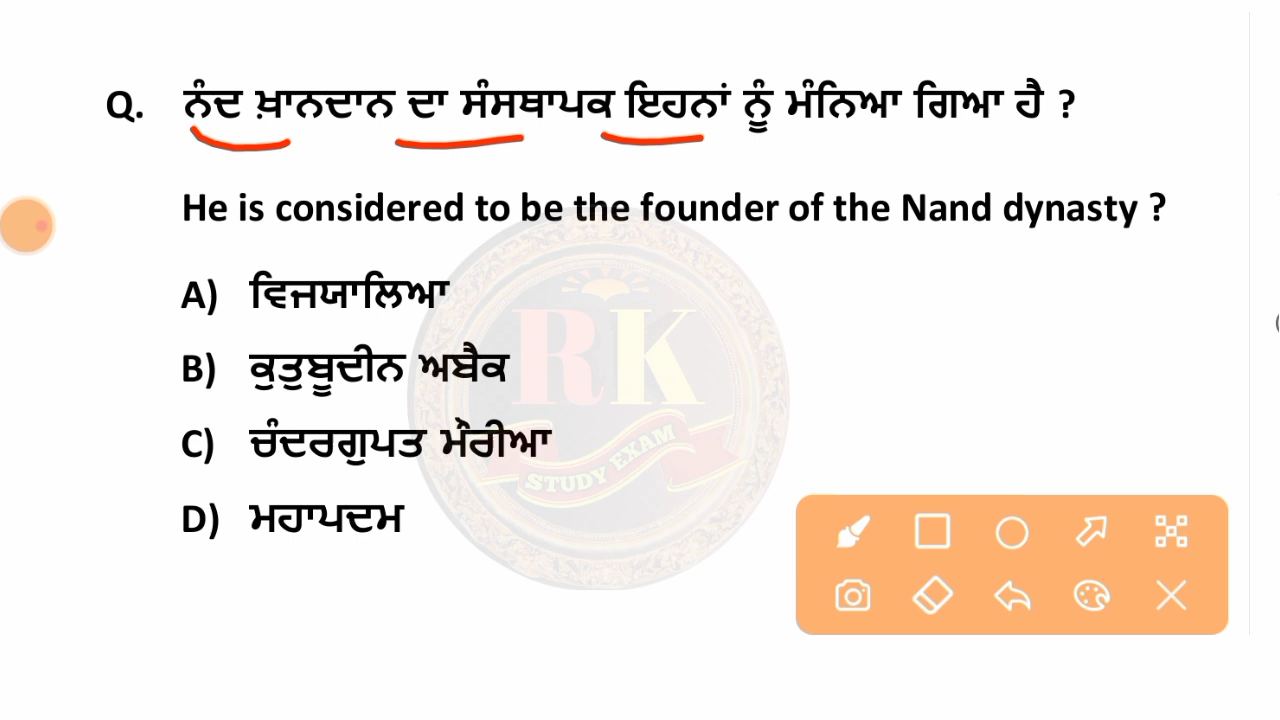 Q. ਨੰਦ ਖ਼ਾਨਦਾਨ ਦਾ ਸੰਸਥਾਪਕ ਇਹਨਾਂ ਨੂੰ ਮੰਨਿਆ ਗਿਆ ਹੈ ?
He is considered to be the founder of the Nand dynasty ?
A) ਵਿਜਯਾਲਿਆ
B) ਕੁਤੁਬੂਦੀਨ ਅਬੈਕ
C) ਚੰਦਰਗੁਪਤ ਮੌਰੀਆ
D) ਮਹਾਪਦਮ
RK
STUDY EXAM